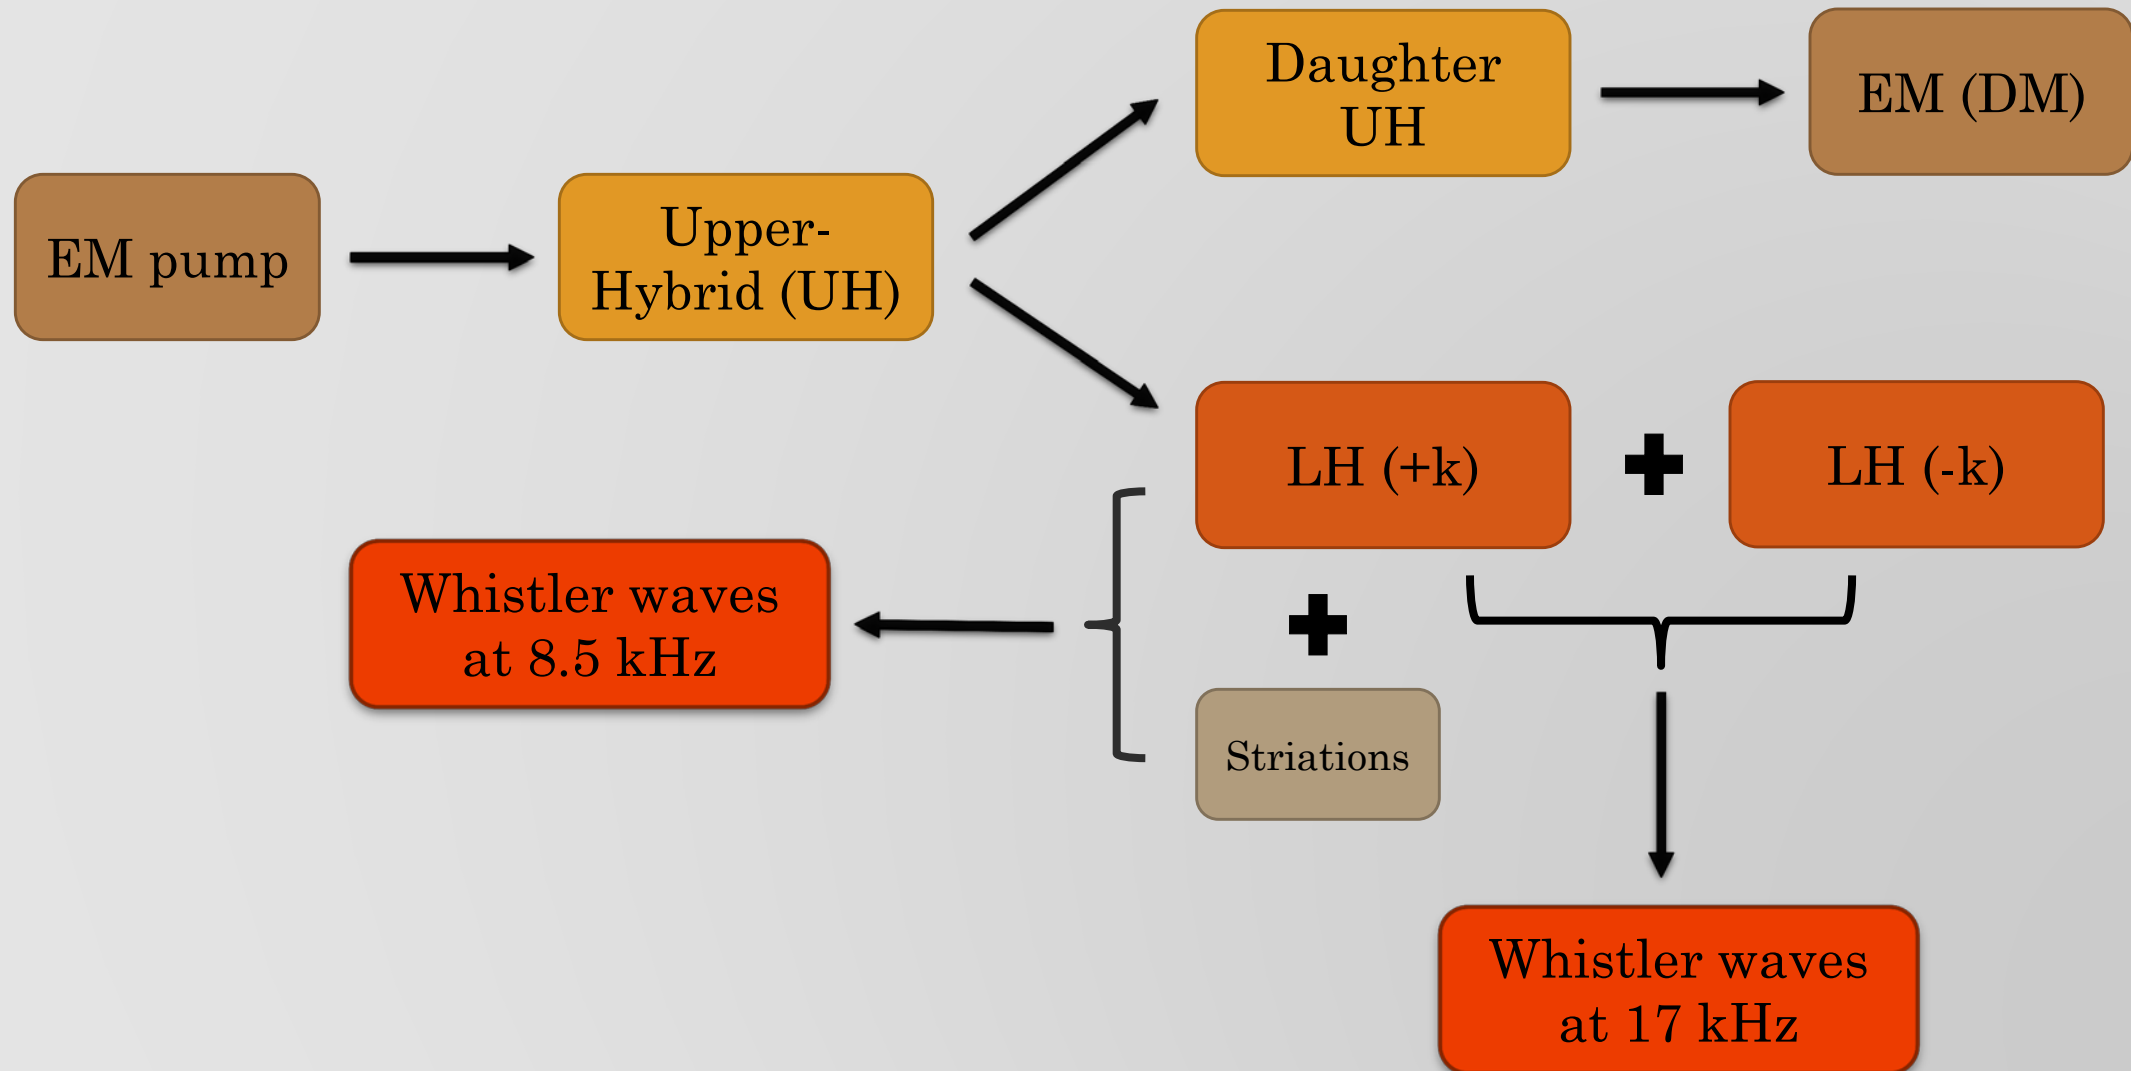 Daughter
UH
EM (DM)
EM pump
Upper-
Hybrid (UH)
LH (+k)
LH (-k)
Whistler waves
at 8.5 kHz
Striations
Whistler waves
at 17 kHz